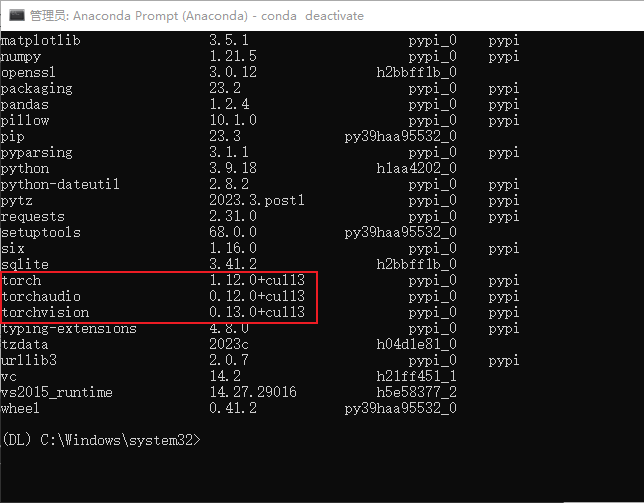 管理员: Anaconda Prompt (Anaconda) - conda deactivate
matplotlib 3.5.1 pypi_0 pypi
numpy 1.21.5 pypi_0 pypi
openssl 3.0.12 h2bbff1b_0
packaging 23.2 pypi_0 pypi
pandas 1.2.4 pypi_0 pypi
pillow 10.1.0 pypi_0 pypi
pip 23.3 py39haa95532_0
pyparsing 3.1.1 pypi_0 pypi
python 3.9.18 h1aa4202_0
python-dateutil 2.8.2 pypi_0 pypi
pytz 2023.3.post1 pypi_0 pypi
requests 2.31.0 pypi_0 pypi
setuptools 68.0.0 py39haa95532_0
six 1.16.0 pypi_0 pypi
sqlite 3.41.2 h2bbff1b_0
torch 1.12.0+cu113 pypi_0 pypi
torchaudio 0.12.0+cu113 pypi_0 pypi
torchvision 0.13.0+cu113 pypi_0 pypi
typing-extensions 4.8.0 pypi_0 pypi
tzdata 2023c h04d1e81_0
urllib3 2.0.7 pypi_0 pypi
vc 14.2 h21ff451_1
vs2015_runtime 14.27.29016 h5e58377_2
wheel 0.41.2 py39haa95532_0
(DL) C:\Windows\system32>